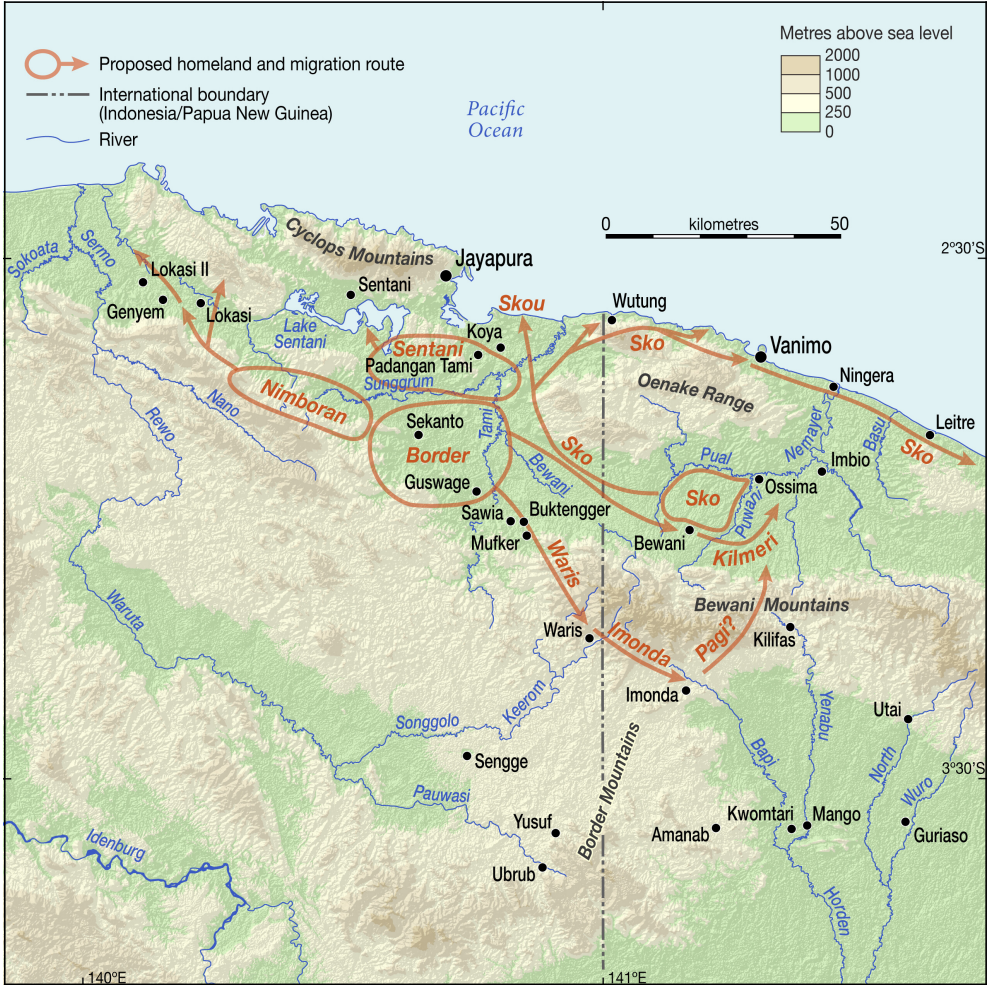 Proposed homeland and migration route
International boundary
(Indonesia/Papua New Guinea)
River
Metres above sea level
2000
1000
500
250
0
Pacific
Ocean
0
kilometres
50
2°30'S
3°30'S
140°E
141°E
Sokoata
Sermo
Cyclops Mountains
Jayapura
Lokasi II
Sentani
Genyem
Lokasi
Lake
Sentani
Skou
Wutung
Koya
Sentani
Padangan Tami
Sunggrum
Sko
Vanimo
Oenake Range
Ningera
Nimboran
Nano
Rewo
Sekanto
Tami
Border
Guswage
Sko
Bewani
Pual
Nemayer
Basu
Leitre
Sko
Imbio
Sko
Ossima
Puwani
Sawia
Buktengger
Mufker
Bewani
Kilmeri
Waris
Waruta
Bewani Mountains
Waris
Imonda
Pagi?
Kilifas
Imonda
Keerom
Songgolo
Yenabu
Utai
Sengge
Border Mountains
Bapi
North
Wuro
Pauwasi
Yusuf
Amanab
Kwomtari
Mango
Guriaso
Idenburg
Ubrub
Horden